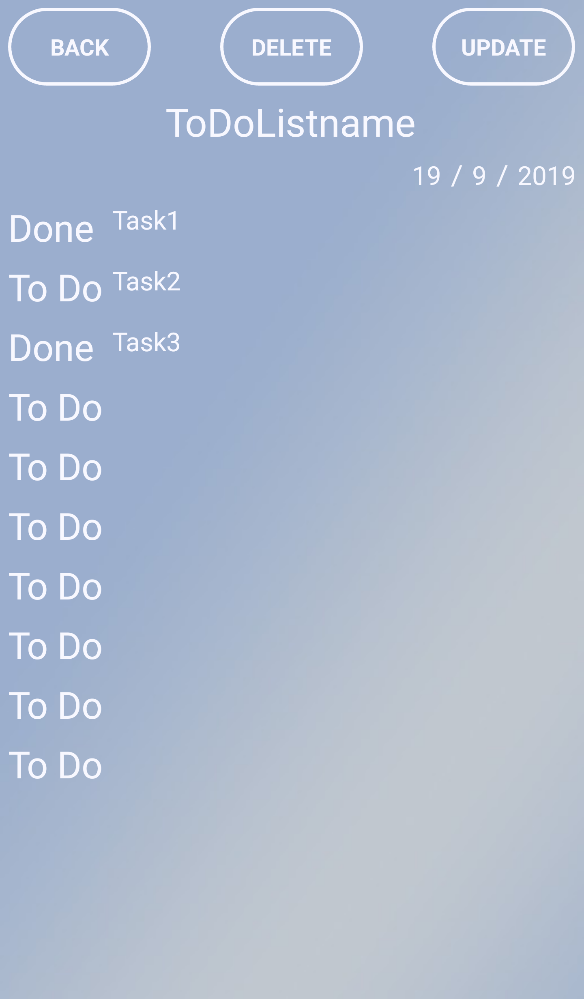 BACK DELETE UPDATE
ToDoListname
19 / 9 / 2019
Done Task1
To Do Task2
Done Task3
To Do
To Do
To Do
To Do
To Do
To Do
To Do